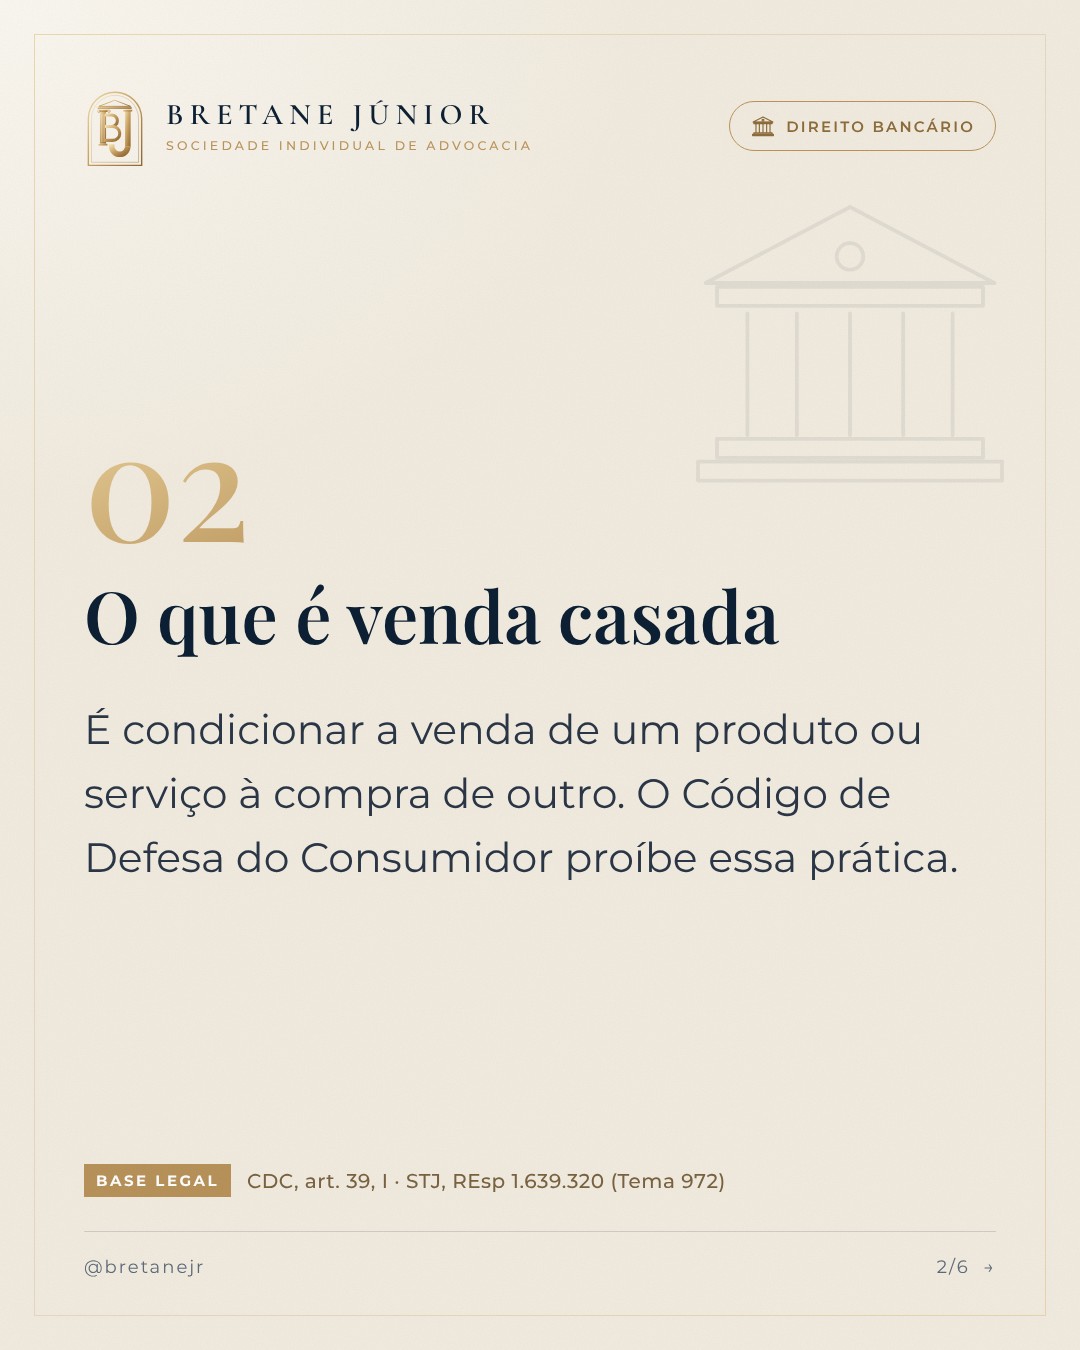 BRETANE JÚNIOR
SOCIEDADE INDIVIDUAL DE ADVOCACIA
DIREITO BANCÁRIO
02
O que é venda casada
É condicionar a venda de um produto ou
serviço à compra de outro. O Código de
Defesa do Consumidor proíbe essa prática.
BASE LEGAL CDC, art. 39, I · STJ, REsp 1.639.320 (Tema 972)
@bretanejr
2/6 →